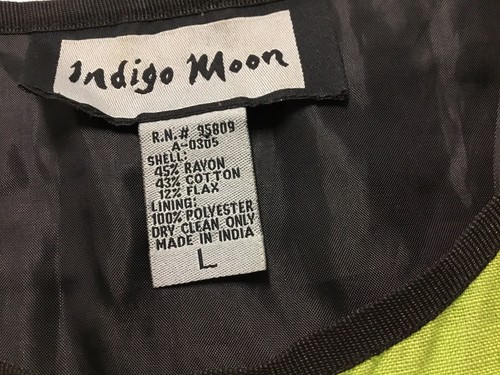 Indigo Moon
R.N.# 95809
A-0305
SHELL:
45% RAYON
43% COTTON
12% FLAX
LINING:
100% POLYESTER
DRY CLEAN ONLY
MADE IN INDIA
L